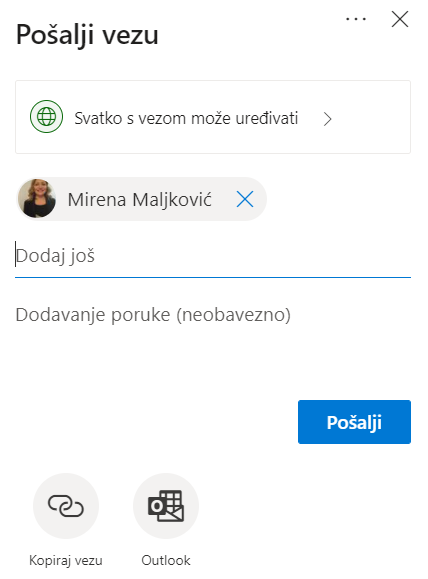 Pošalji vezu
Svatko s vezom može uređivati
Mirena Maljković
Dodaj još
Dodavanje poruke (neobavezno)
Pošalji
Kopiraj vezu
Outlook